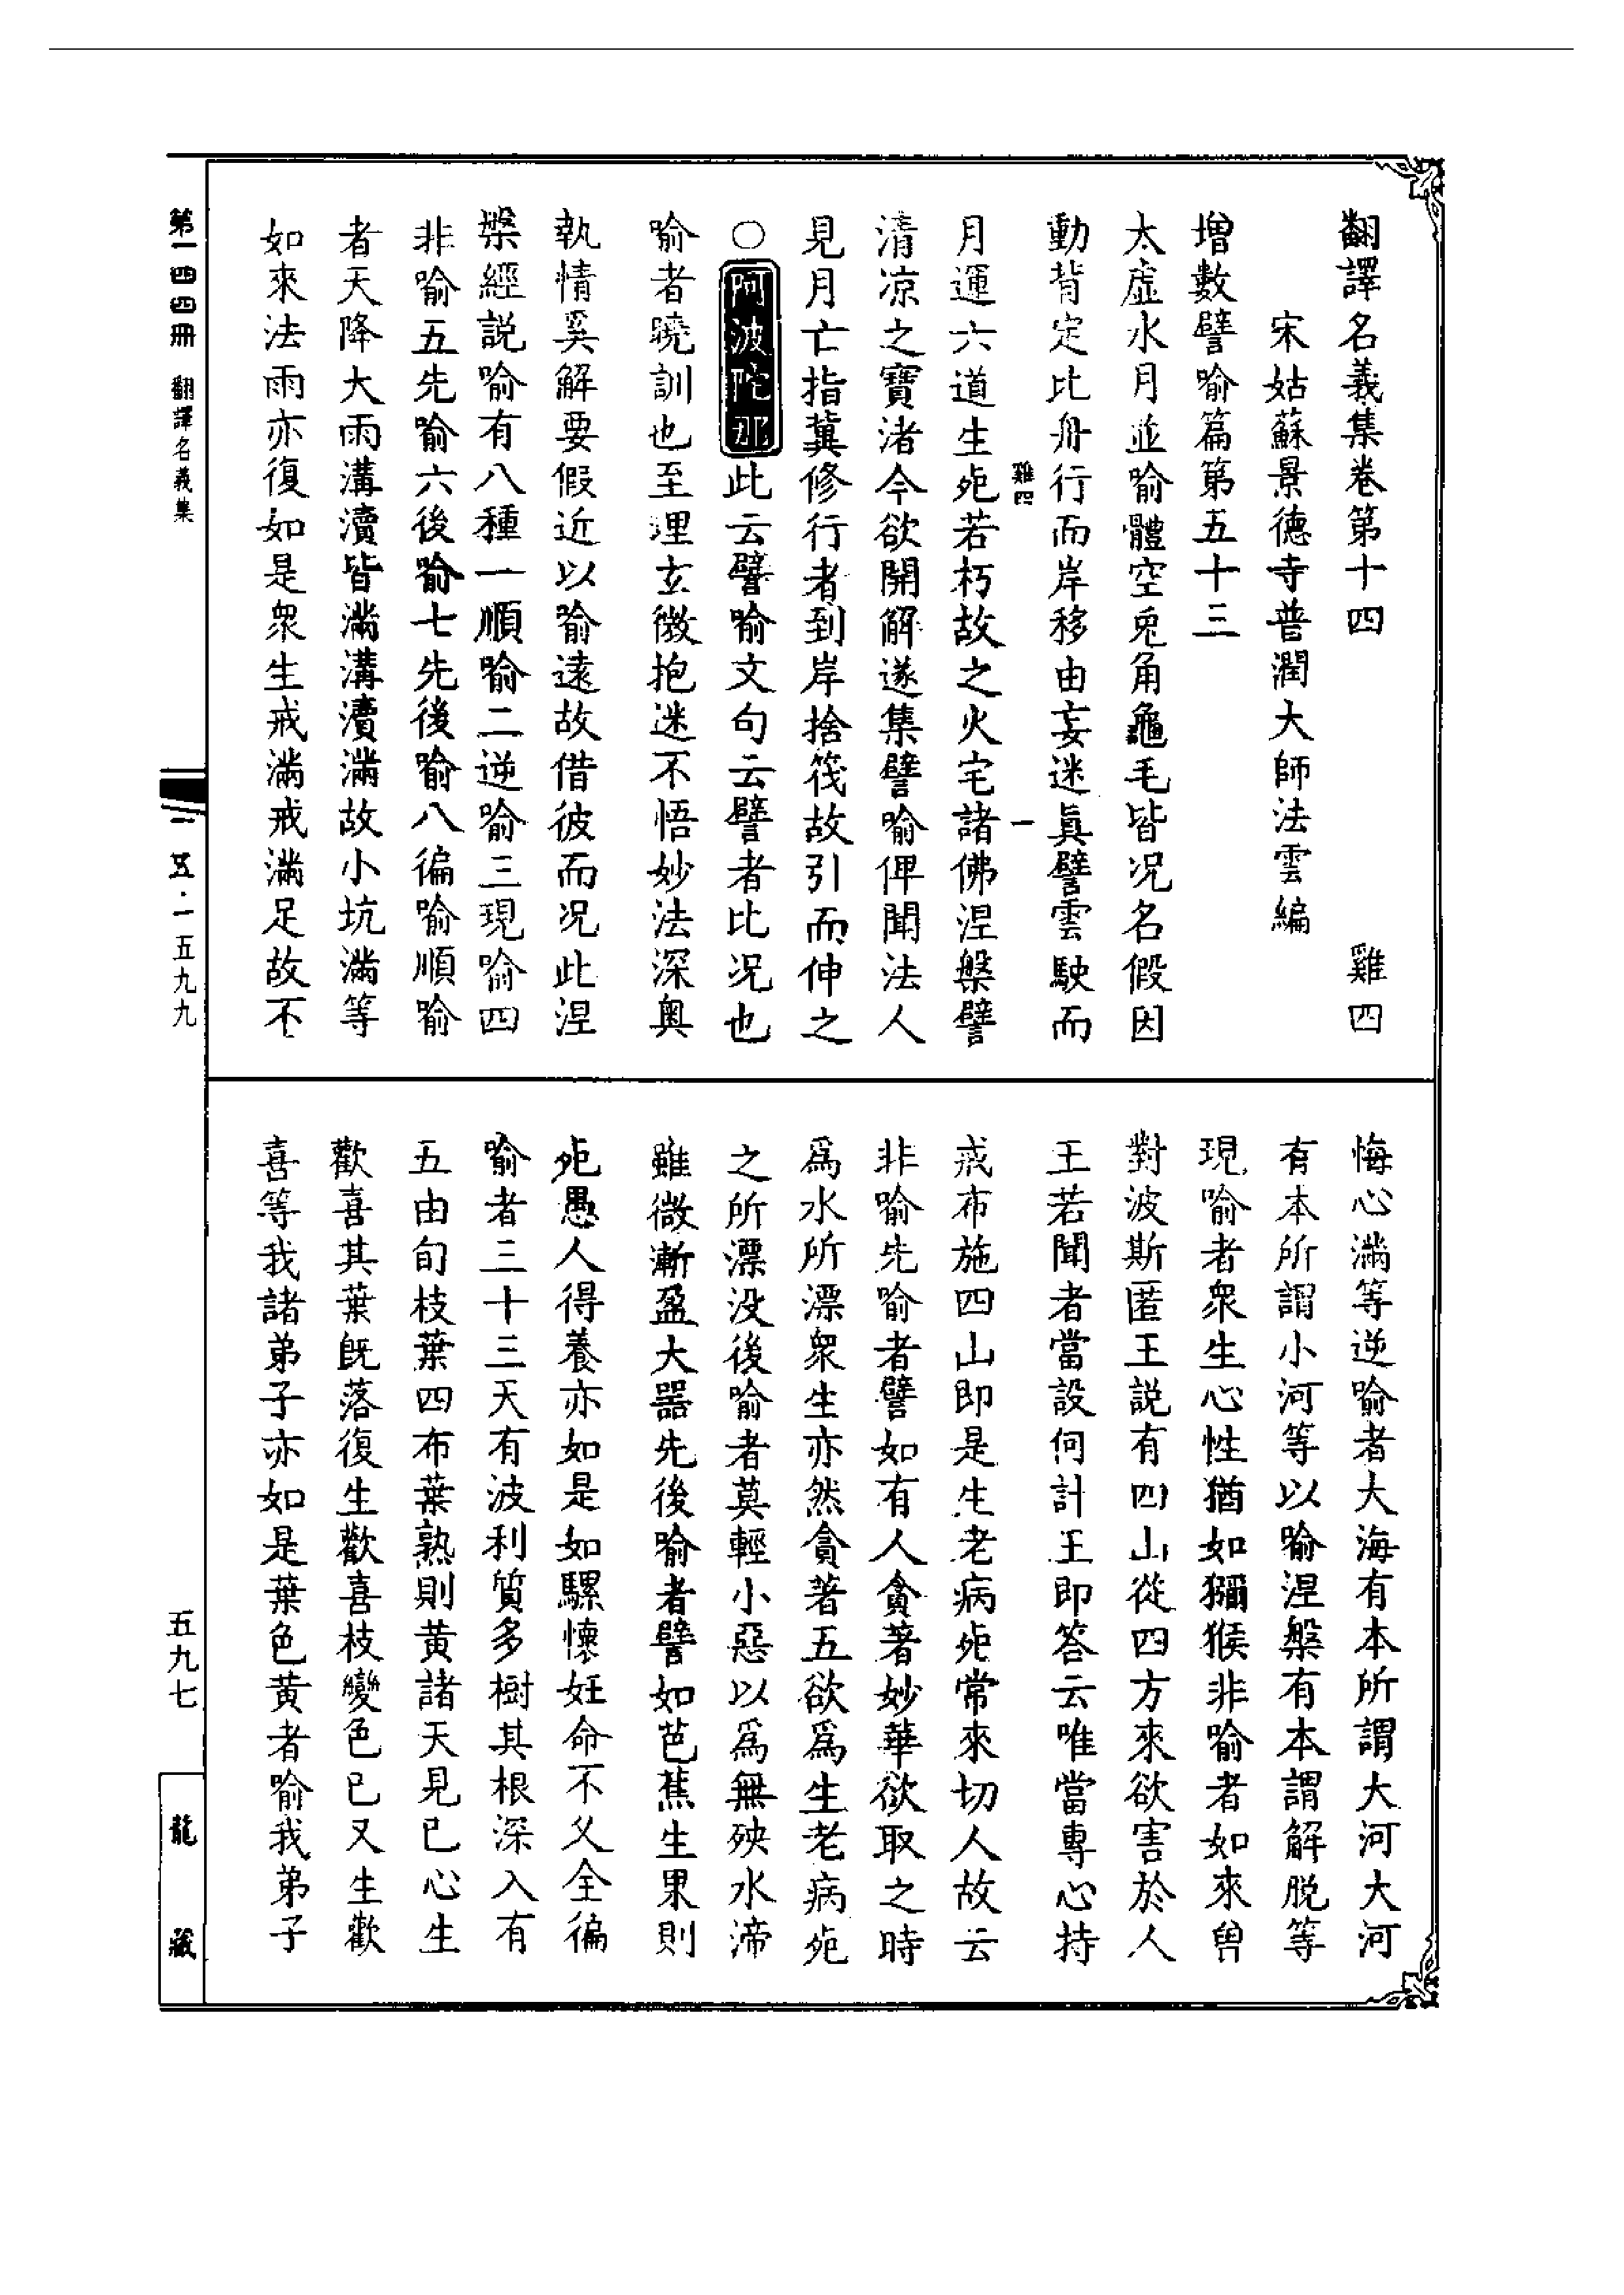 翻譯名義集卷第十四　雞四
宋姑蘇景德寺普潤大師法雲編
增數譬喻篇第五十三
太虛水月並喻體空兎角龜毛皆況名假因
動背定比舟行而岸移由妄迷眞譬雲駛而
雞四　一
月運六道生死若朽故之火宅諸佛涅槃譬
清凉之寶渚今欲開解遂集譬喻俾聞法人
見月亡指冀修行者到岸捨筏故引而伸之
○阿波陀那此云譬喻文句云譬者比况也
喻者曉訓也至理玄微抱迷不悟妙法深奥
執情奚解要假近以喻遠故借彼而況此涅
槃經説喻有八種一順喻二逆喻三現喻四
非喻五先喻六後喻七先後喻八徧喻順喻
者天降大雨溝瀆皆滿溝瀆滿故小坑滿等
如來法雨亦復如是衆生戒滿戒滿足故不
悔心滿等逆喻者大海有本所謂大河大河
有本所謂小河等以喻涅槃有本謂解脱等
現喻者衆生心性猶如獼猴非喻者如來曾
對波斯匿王説有四山從四方來欲害於人
王若聞者當設何計王即答云唯當專心持
戒布施四山即是生老病死常來切人故云
非喻先喻者譬如有人貪著妙華欲取之時
爲水所漂衆生亦然貪著五欲爲生老病死
之所漂没後喻者莫輕小惡以爲無殃水渧
雖微漸盈大器先後喻者譬如芭蕉生果則
死愚人得養亦如是如騾懷妊命不久全徧
喻者三十三天有波利質多樹其根深入有
五由旬枝葉四布葉熟則黃諸天見已心生
歡喜其葉旣落復生歡喜枝變色已又生歡
喜等我諸弟子亦如是葉色黃者喻我弟子
第一四四冊　翻譯名義集
五·一五九九
五九七
龍藏